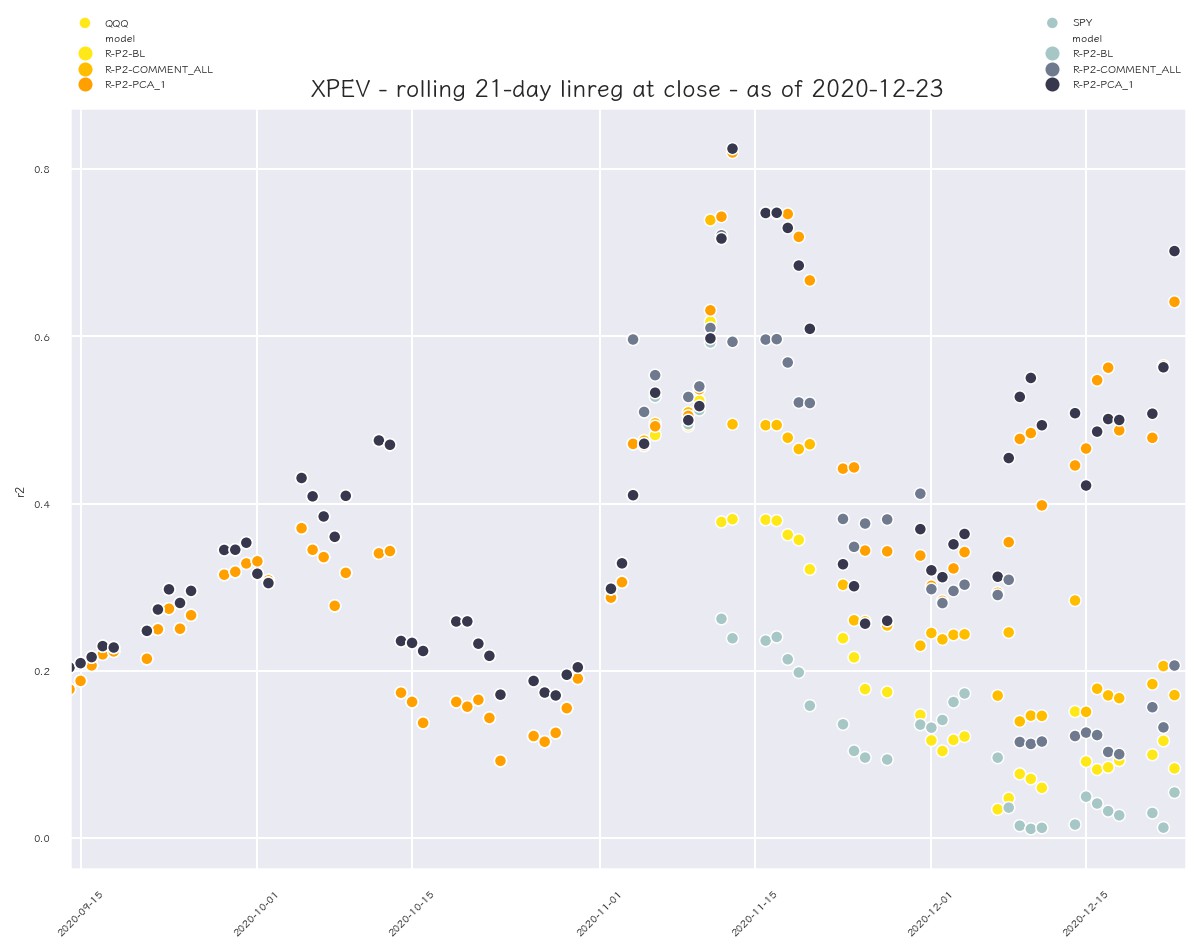 QQQ
model
R-P2-BL
R-P2-COMMENT_ALL
R-P2-PCA_1
SPY
model
R-P2-BL
R-P2-COMMENT_ALL
R-P2-PCA_1
XPEV - rolling 21-day linreg at close - as of 2020-12-23
r2
0.8
0.6
0.4
0.2
0.0
2020-09-15
2020-10-01
2020-10-15
2020-11-01
2020-11-15
2020-12-01
2020-12-15